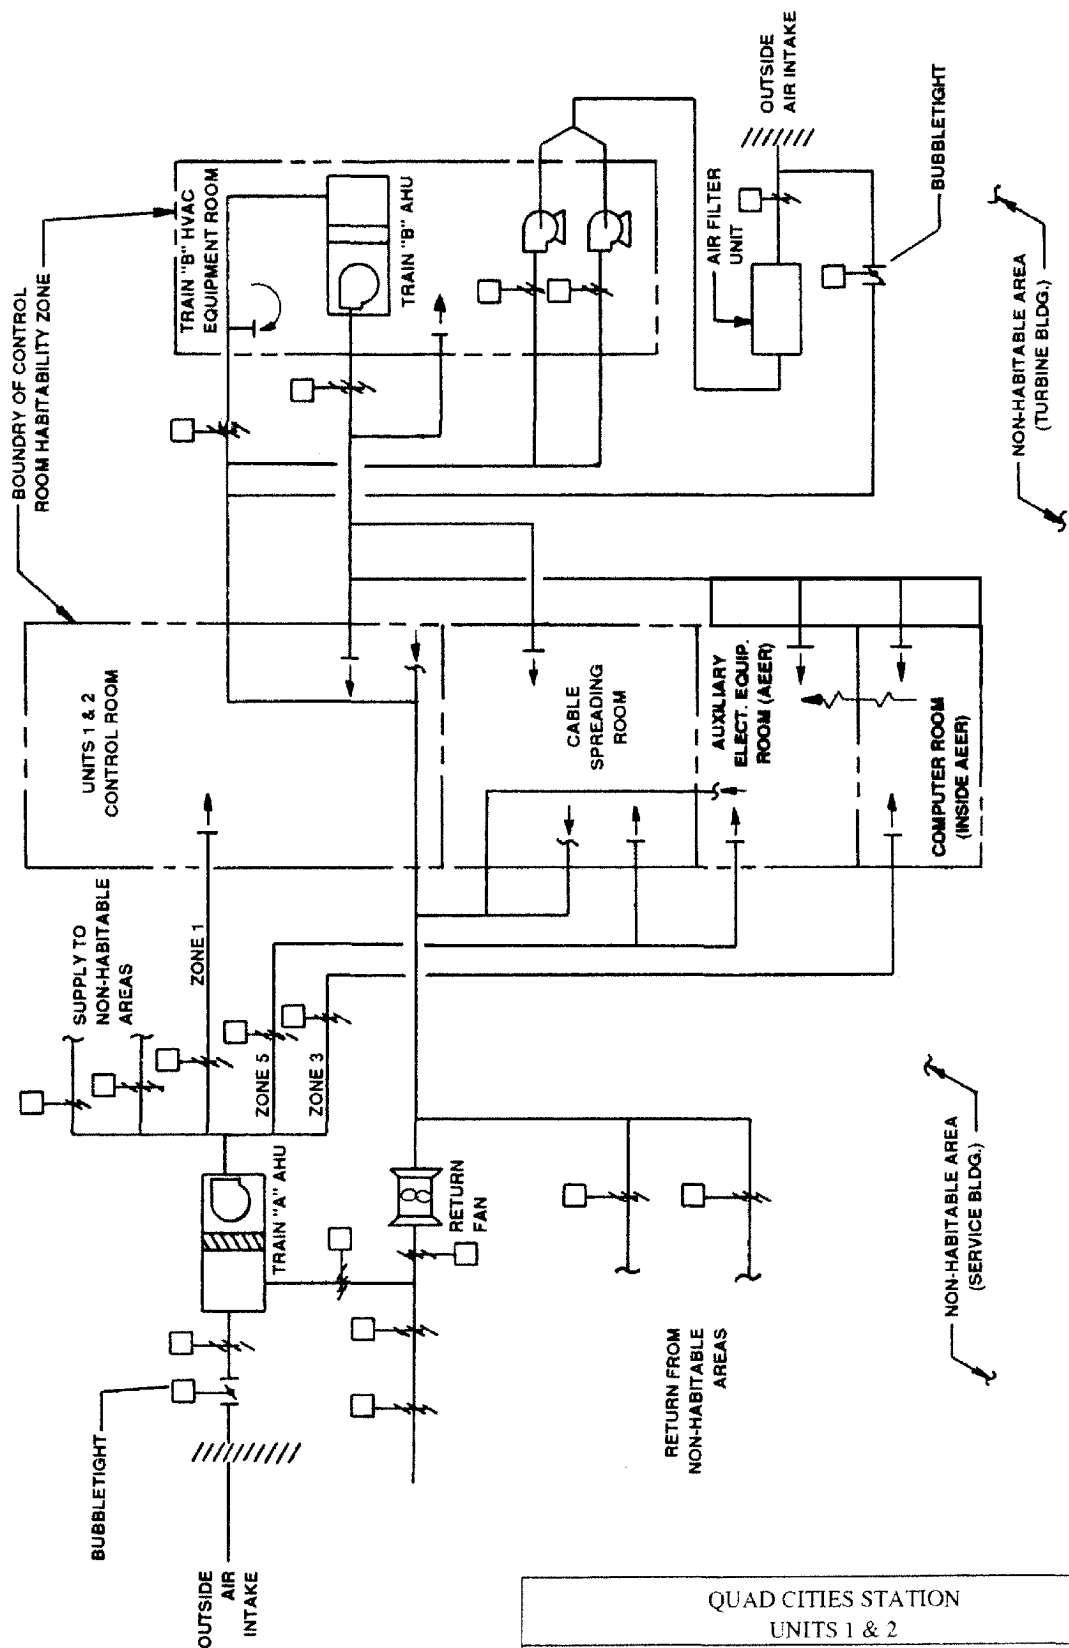 BOUNDRY OF CONTROL
ROOM HABITABILITY ZONE
TRAIN "B" HVAC
EQUIPMENT ROOM
TRAIN "B" AHU
OUTSIDE
AIR INTAKE
AIR FILTER
UNIT
BUBBLETIGHT
NON-HABITABLE AREA
(TURBINE BLDG.)
UNITS 1 & 2
CONTROL ROOM
CABLE
SPREADING
ROOM
AUXILIARY
ELECT. EQUIP.
ROOM (AEER)
COMPUTER ROOM
(INSIDE AEER)
SUPPLY TO
NON-HABITABLE
AREAS
ZONE 1
ZONE 5
ZONE 3
TRAIN "A" AHU
RETURN
FAN
RETURN FROM
NON-HABITABLE
AREAS
NON-HABITABLE AREA
(SERVICE BLDG.)
BUBBLETIGHT
OUTSIDE
AIR
INTAKE
QUAD CITIES STATION
UNITS 1 & 2